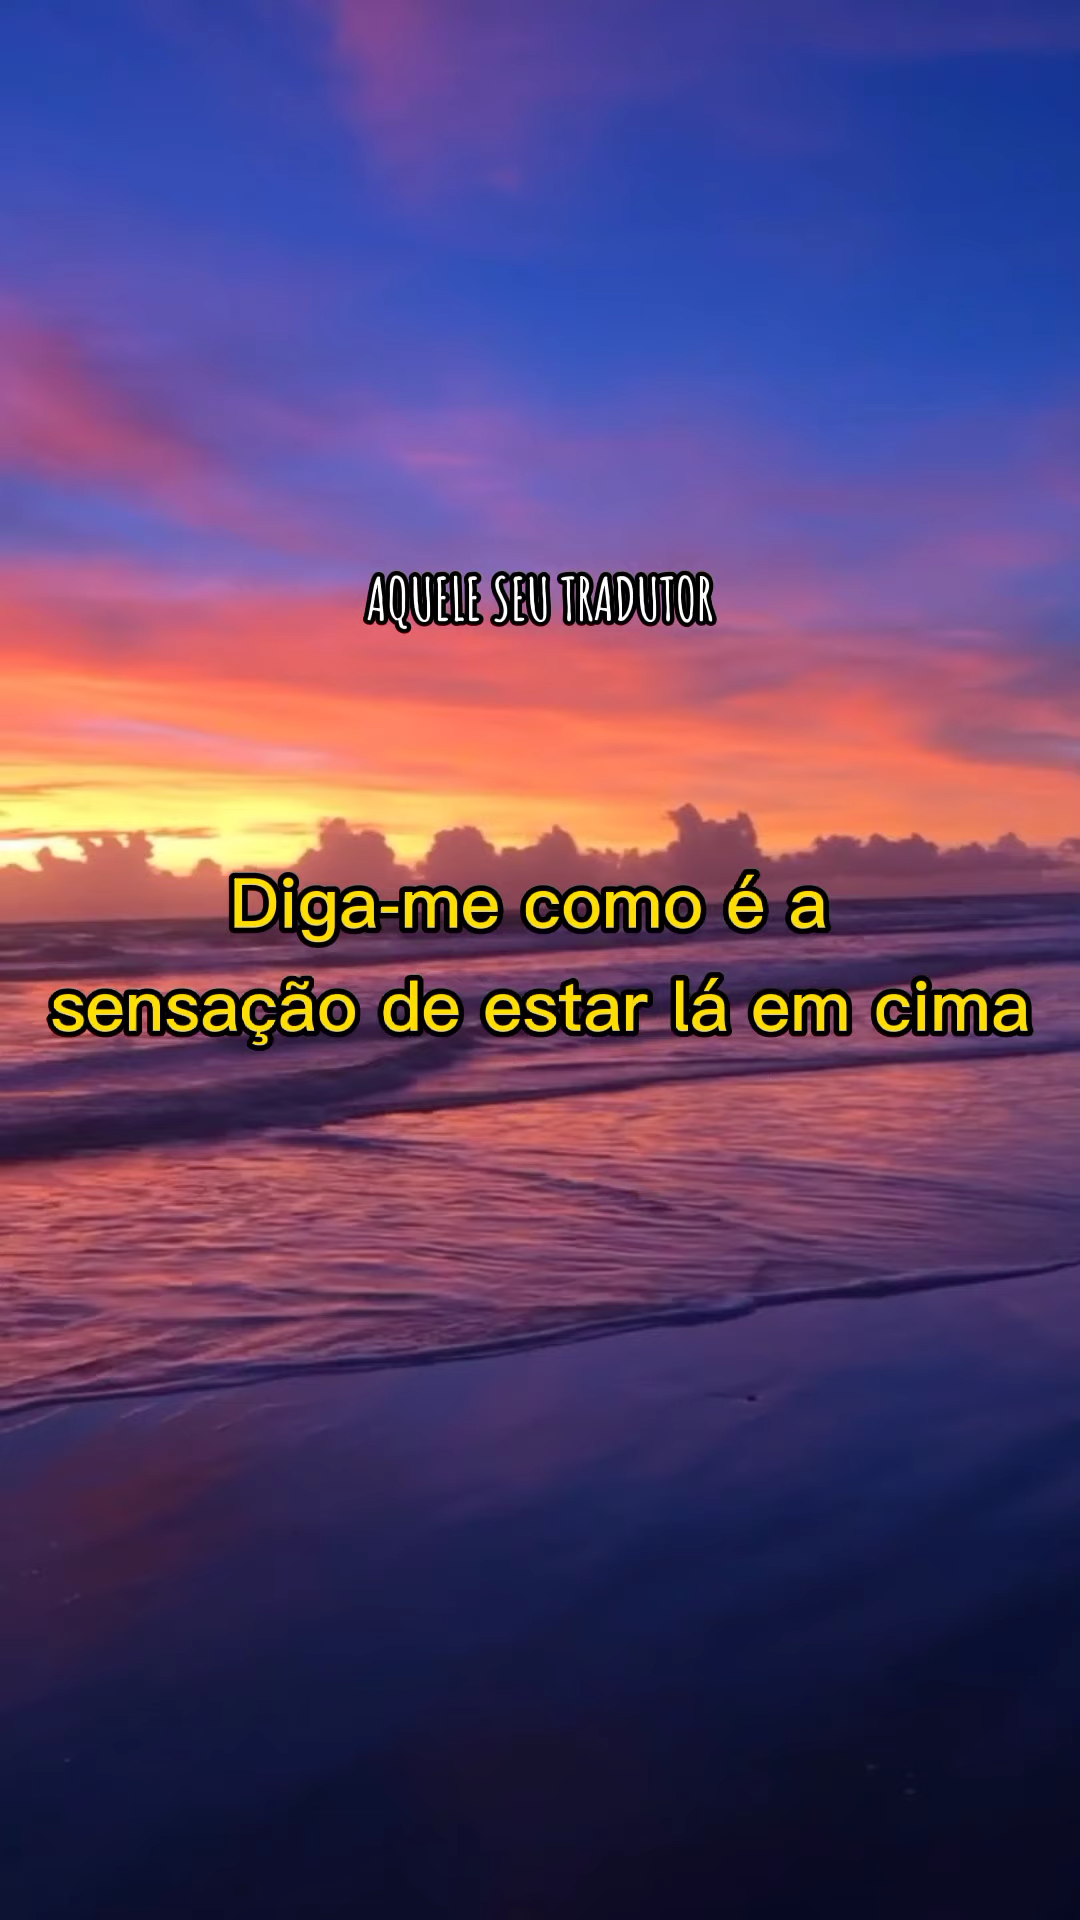 AQUELE SEU TRADUTOR
Diga-me como é a
sensação de estar lá em cima